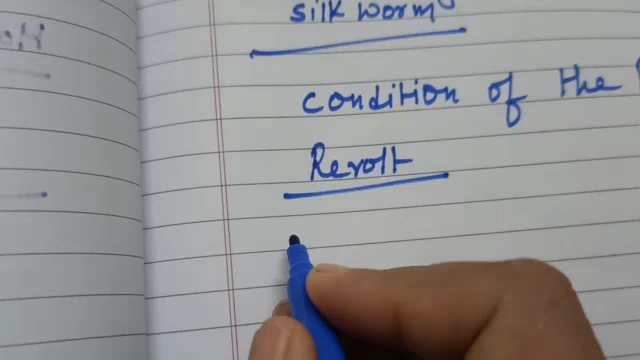 silk worm
condition of the
Revolt